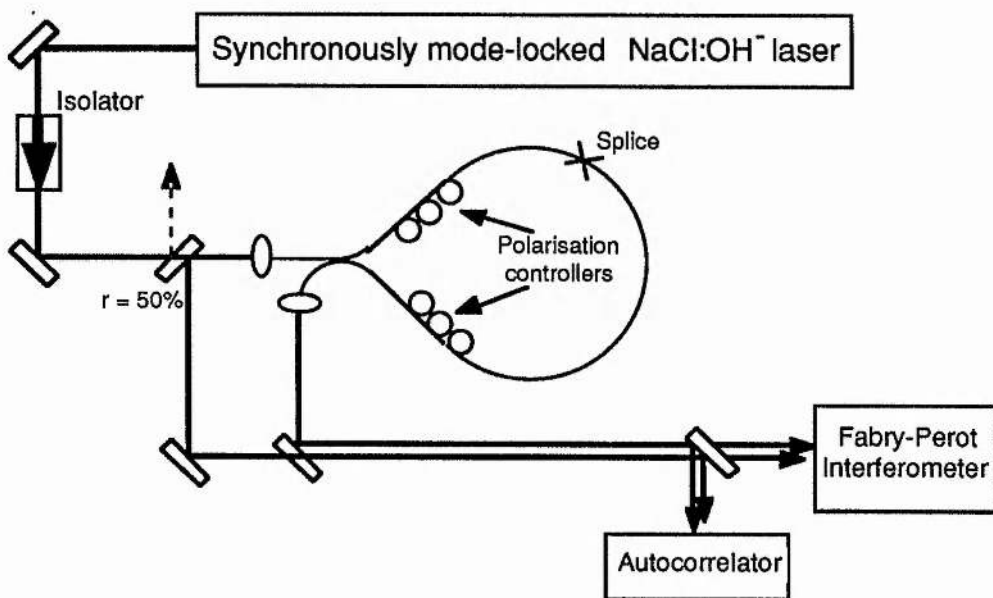 Synchronously mode-locked NaCl:OH⁻ laser
Isolator
Splice
Polarisation
controllers
r = 50%
Fabry-Perot
Interferometer
Autocorrelator